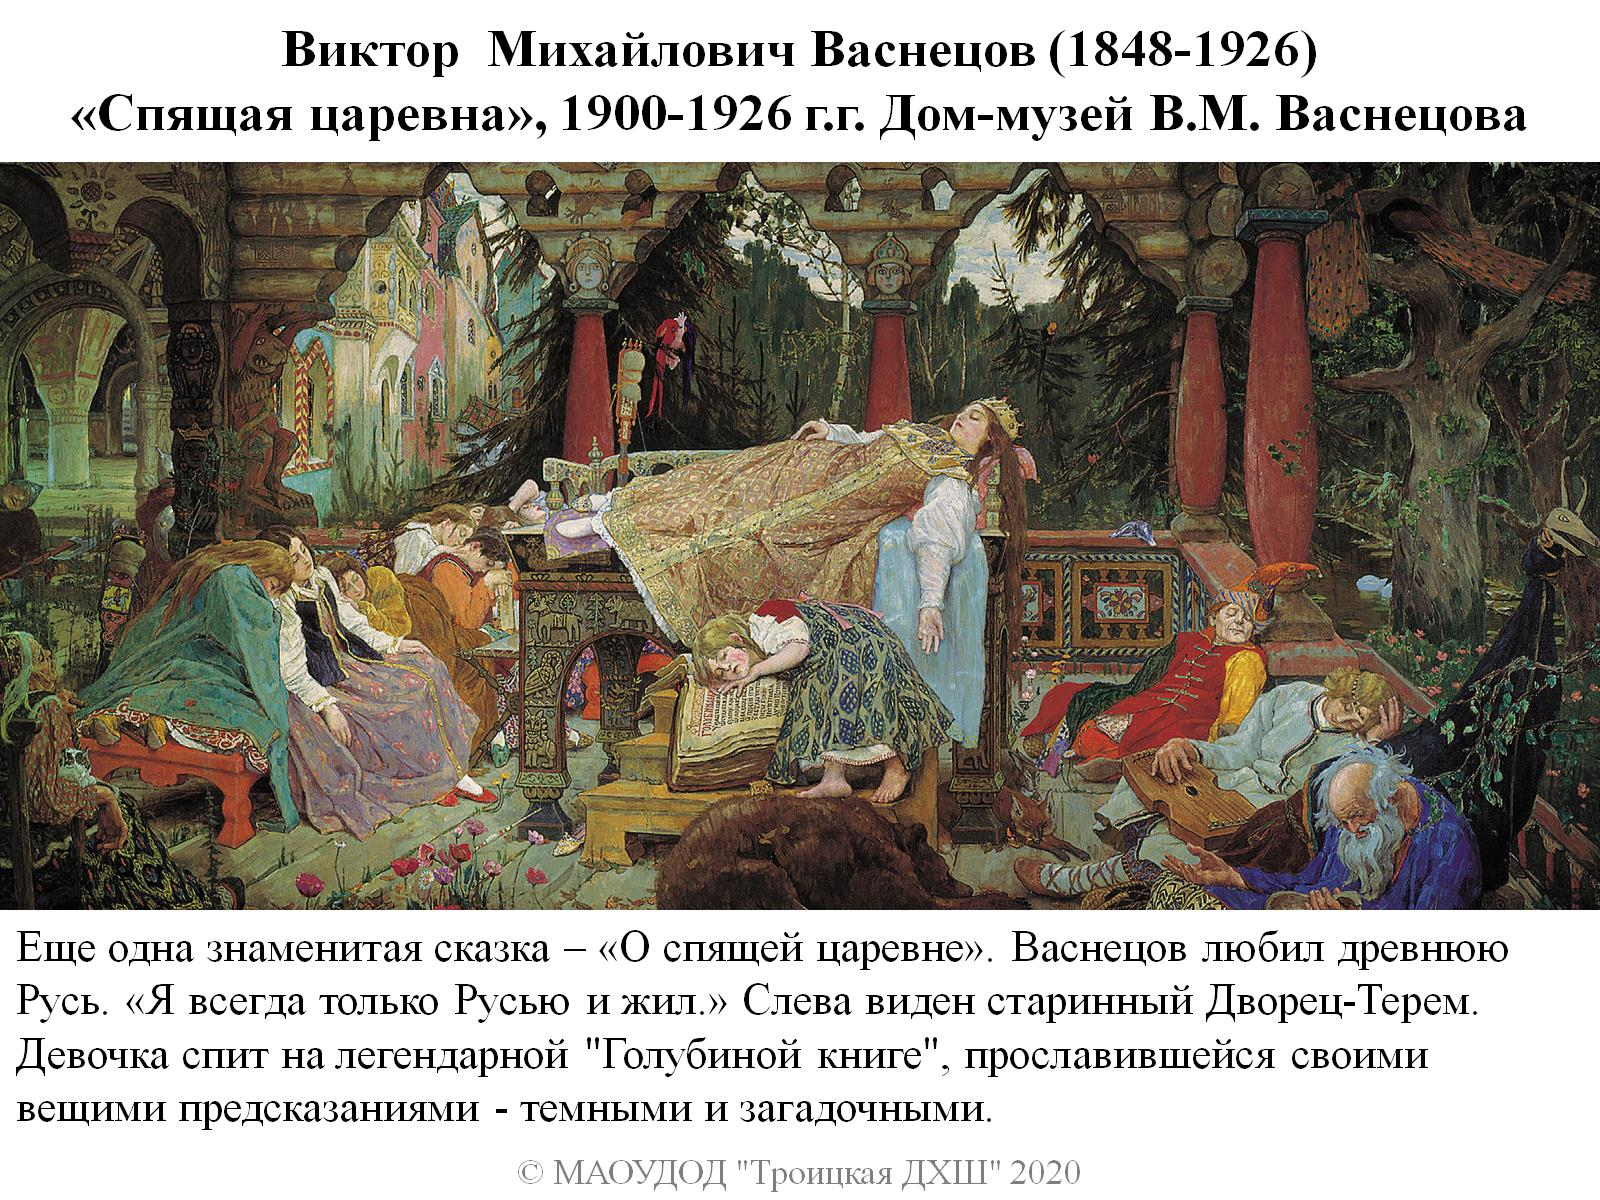 Виктор Михайлович Васнецов (1848-1926)
«Спящая царевна», 1900-1926 г.г. Дом-музей В.М. Васнецова
Еще одна знаменитая сказка – «О спящей царевне». Васнецов любил древнюю
Русь. «Я всегда только Русью и жил.» Слева виден старинный Дворец-Терем.
Девочка спит на легендарной "Голубиной книге", прославившейся своими
вещими предсказаниями - темными и загадочными.
© МАОУДОД "Троицкая ДХШ" 2020